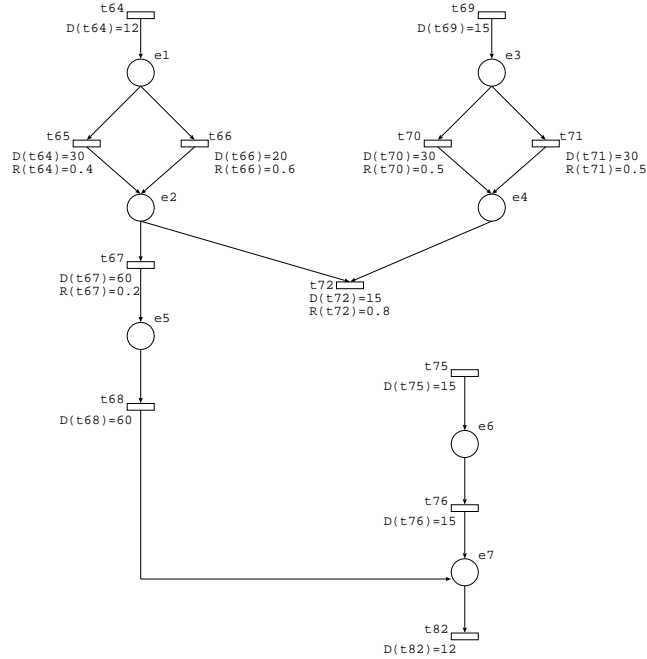 t64
D(t64)=12
t69
D(t69)=15
e1
e3
t65
D(t64)=30
R(t64)=0.4
t66
D(t66)=20
R(t66)=0.6
t70
D(t70)=30
R(t70)=0.5
t71
D(t71)=30
R(t71)=0.5
e2
e4
t67
D(t67)=60
R(t67)=0.2
t72
D(t72)=15
R(t72)=0.8
e5
t75
D(t75)=15
t68
D(t68)=60
e6
t76
D(t76)=15
e7
t82
D(t82)=12